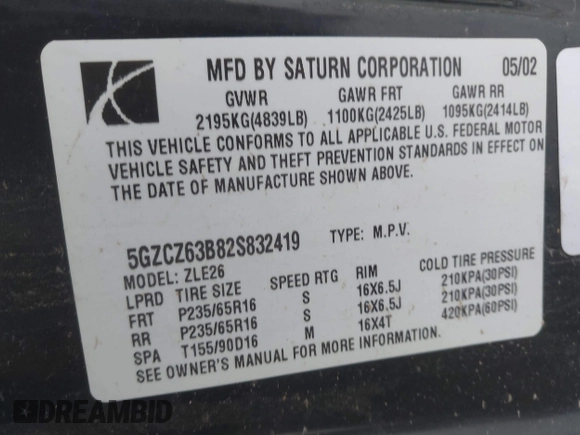 MFD BY SATURN CORPORATION 05/02
GVWR GAWR FRT GAWR RR
2195KG(4839LB) 1100KG(2425LB) 1095KG(2414LB)
THIS VEHICLE CONFORMS TO ALL APPLICABLE U.S. FEDERAL MOTOR
VEHICLE SAFETY AND THEFT PREVENTION STANDARDS IN EFFECT ON
THE DATE OF MANUFACTURE SHOWN ABOVE.
5GZCZ63B82S832419 TYPE: M.P.V.
MODEL: ZLE26
LPRD TIRE SIZE SPEED RTG RIM COLD TIRE PRESSURE
FRT P235/65R16 S 16X6.5J 210KPA(30PSI)
RR P235/65R16 S 16X6.5J 210KPA(30PSI)
SPA T155/90D16 M 16X4T 420KPA(60PSI)
SEE OWNER'S MANUAL FOR MORE INFORMATION.
DREAMBID